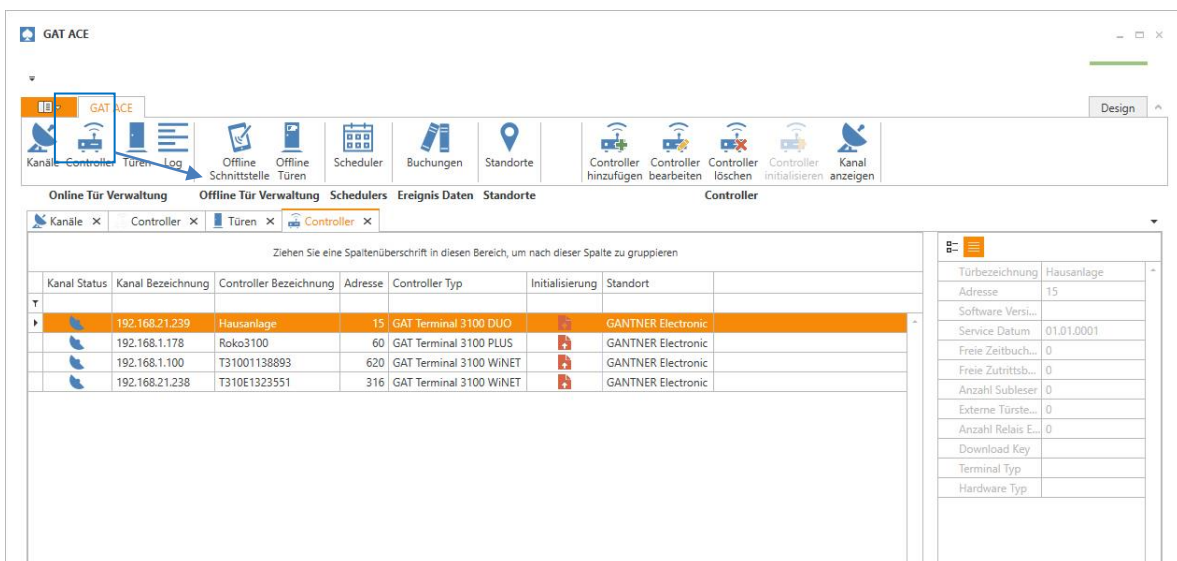 GAT ACE
GAT ACE
Design
Kanäle Controller Türen Log Offline Schnittstelle Offline Türen Scheduler Buchungen Standorte Controller hinzufügen Controller bearbeiten Controller löschen Controller initialisieren Kanal anzeigen
Online Tür Verwaltung Offline Tür Verwaltung Schedulers Ereignis Daten Standorte Controller
Kanäle Controller Türen Controller
Ziehen Sie eine Spaltenüberschrift in diesen Bereich, um nach dieser Spalte zu gruppieren
Kanal Status Kanal Bezeichnung Controller Bezeichnung Adresse Controller Typ Initialisierung Standort
192.168.21.239 Hausanlage 15 GAT Terminal 3100 DUO GANTNER Electronic
192.168.1.178 Roko3100 60 GAT Terminal 3100 PLUS GANTNER Electronic
192.168.1.100 T31001138893 620 GAT Terminal 3100 WiNET GANTNER Electronic
192.168.21.238 T310E1323551 316 GAT Terminal 3100 WiNET GANTNER Electronic
Türbezeichnung Hausanlage
Adresse 15
Software Versi...
Service Datum 01.01.0001
Freie Zeitbuch... 0
Freie Zutrittsb... 0
Anzahl Subleser 0
Externe Türste... 0
Anzahl Relais E... 0
Download Key
Terminal Typ
Hardware Typ